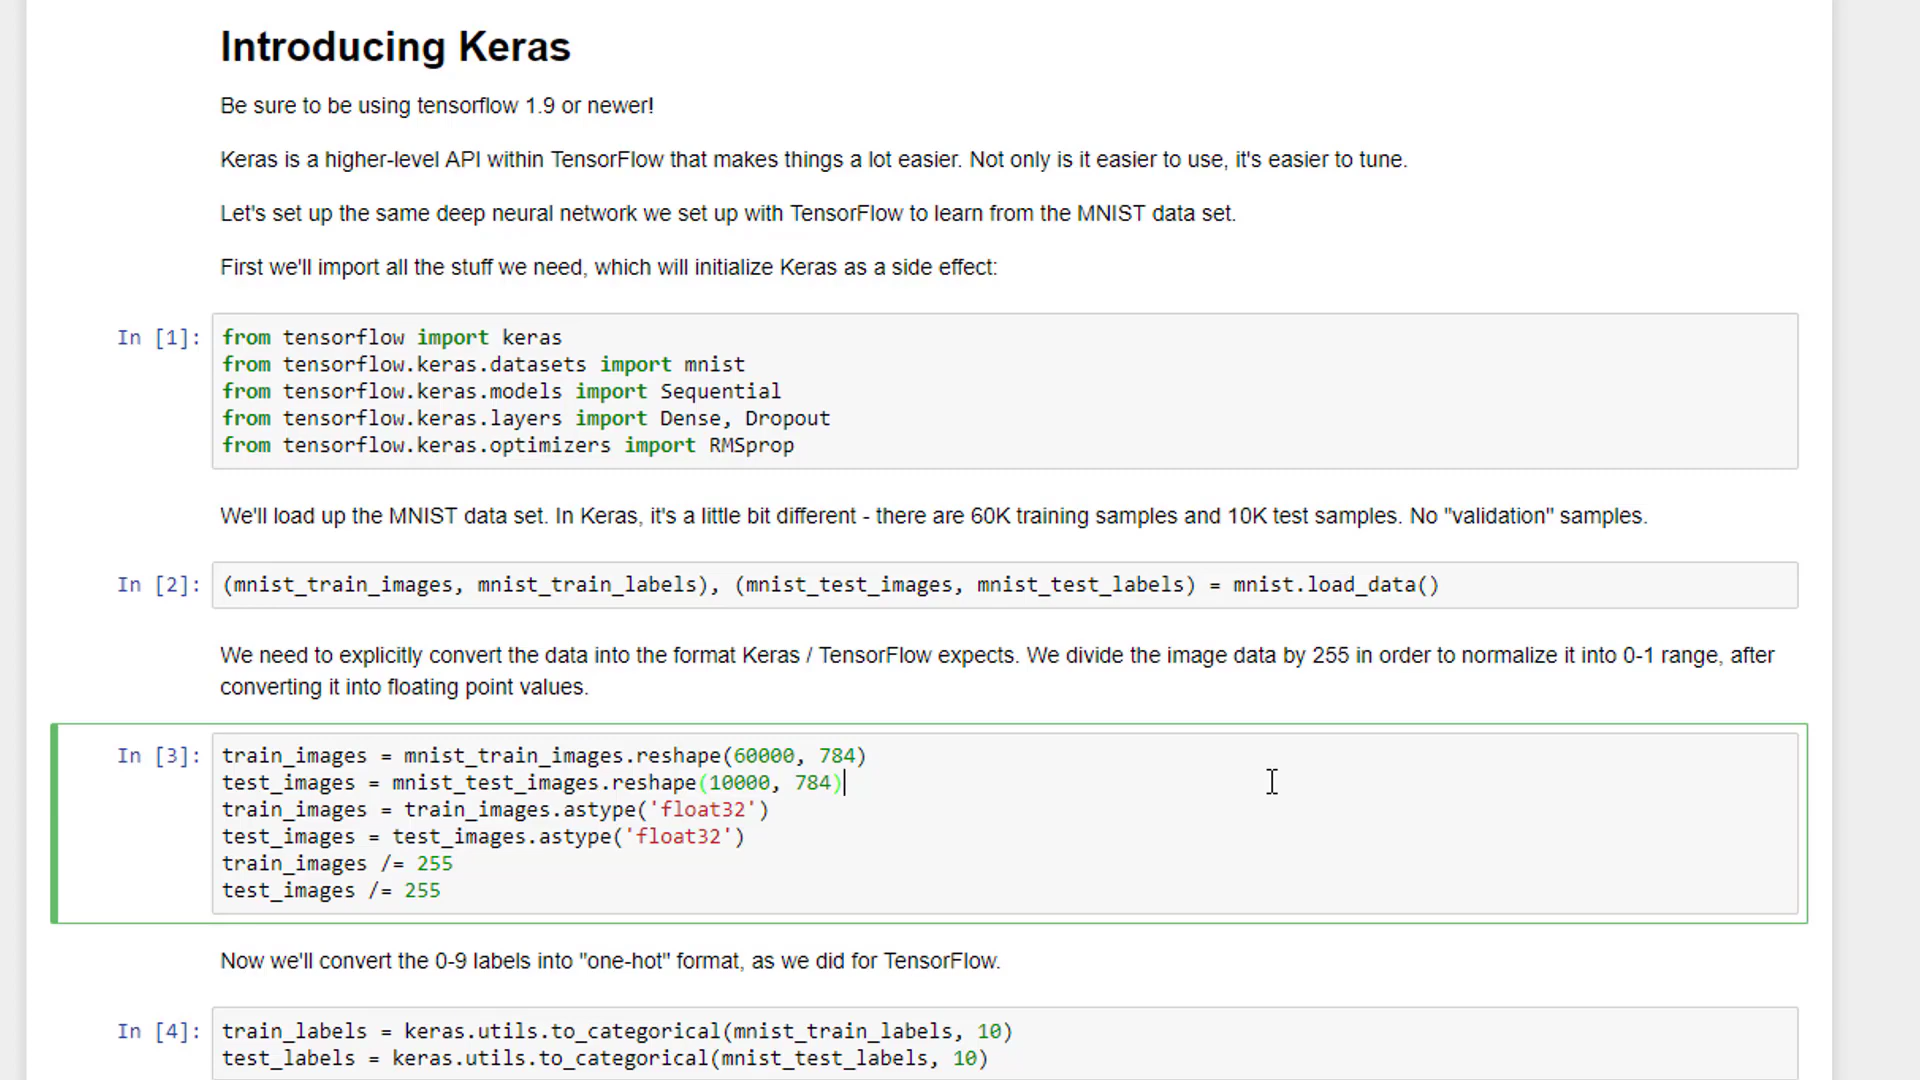 Introducing Keras
Be sure to be using tensorflow 1.9 or newer!
Keras is a higher-level API within TensorFlow that makes things a lot easier. Not only is it easier to use, it's easier to tune.
Let's set up the same deep neural network we set up with TensorFlow to learn from the MNIST data set.
First we'll import all the stuff we need, which will initialize Keras as a side effect:
In [1]: from tensorflow import keras
from tensorflow.keras.datasets import mnist
from tensorflow.keras.models import Sequential
from tensorflow.keras.layers import Dense, Dropout
from tensorflow.keras.optimizers import RMSprop
We'll load up the MNIST data set. In Keras, it's a little bit different - there are 60K training samples and 10K test samples. No "validation" samples.
In [2]: (mnist_train_images, mnist_train_labels), (mnist_test_images, mnist_test_labels) = mnist.load_data()
We need to explicitly convert the data into the format Keras / TensorFlow expects. We divide the image data by 255 in order to normalize it into 0-1 range, after
converting it into floating point values.
In [3]: train_images = mnist_train_images.reshape(60000, 784)
test_images = mnist_test_images.reshape(10000, 784)
train_images = train_images.astype('float32')
test_images = test_images.astype('float32')
train_images /= 255
test_images /= 255
Now we'll convert the 0-9 labels into "one-hot" format, as we did for TensorFlow.
In [4]: train_labels = keras.utils.to_categorical(mnist_train_labels, 10)
test_labels = keras.utils.to_categorical(mnist_test_labels, 10)